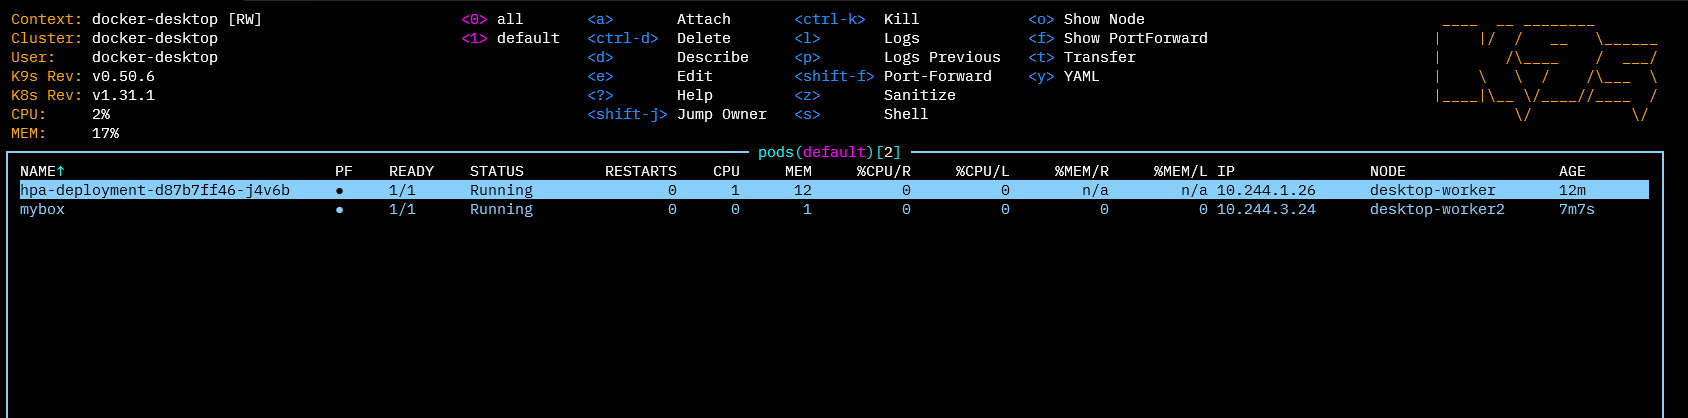 Context: docker-desktop [RW] <0> all <a> Attach <ctrl-k> Kill <o> Show Node
Cluster: docker-desktop <1> default <ctrl-d> Delete <l> Logs <f> Show PortForward
User: docker-desktop <d> Describe <p> Logs Previous <t> Transfer
K9s Rev: v0.50.6 <e> Edit <shift-f> Port-Forward <y> YAML
K8s Rev: v1.31.1 <?> Help <z> Sanitize
CPU: 2% <shift-j> Jump Owner <s> Shell
MEM: 17%
pods(default)[2]
NAME↑ PF READY STATUS RESTARTS CPU MEM %CPU/R %CPU/L %MEM/R %MEM/L IP NODE AGE
hpa-deployment-d87b7ff46-j4v6b ● 1/1 Running 0 1 12 0 0 n/a n/a 10.244.1.26 desktop-worker 12m
mybox ● 1/1 Running 0 0 1 0 0 0 0 10.244.3.24 desktop-worker2 7m7s